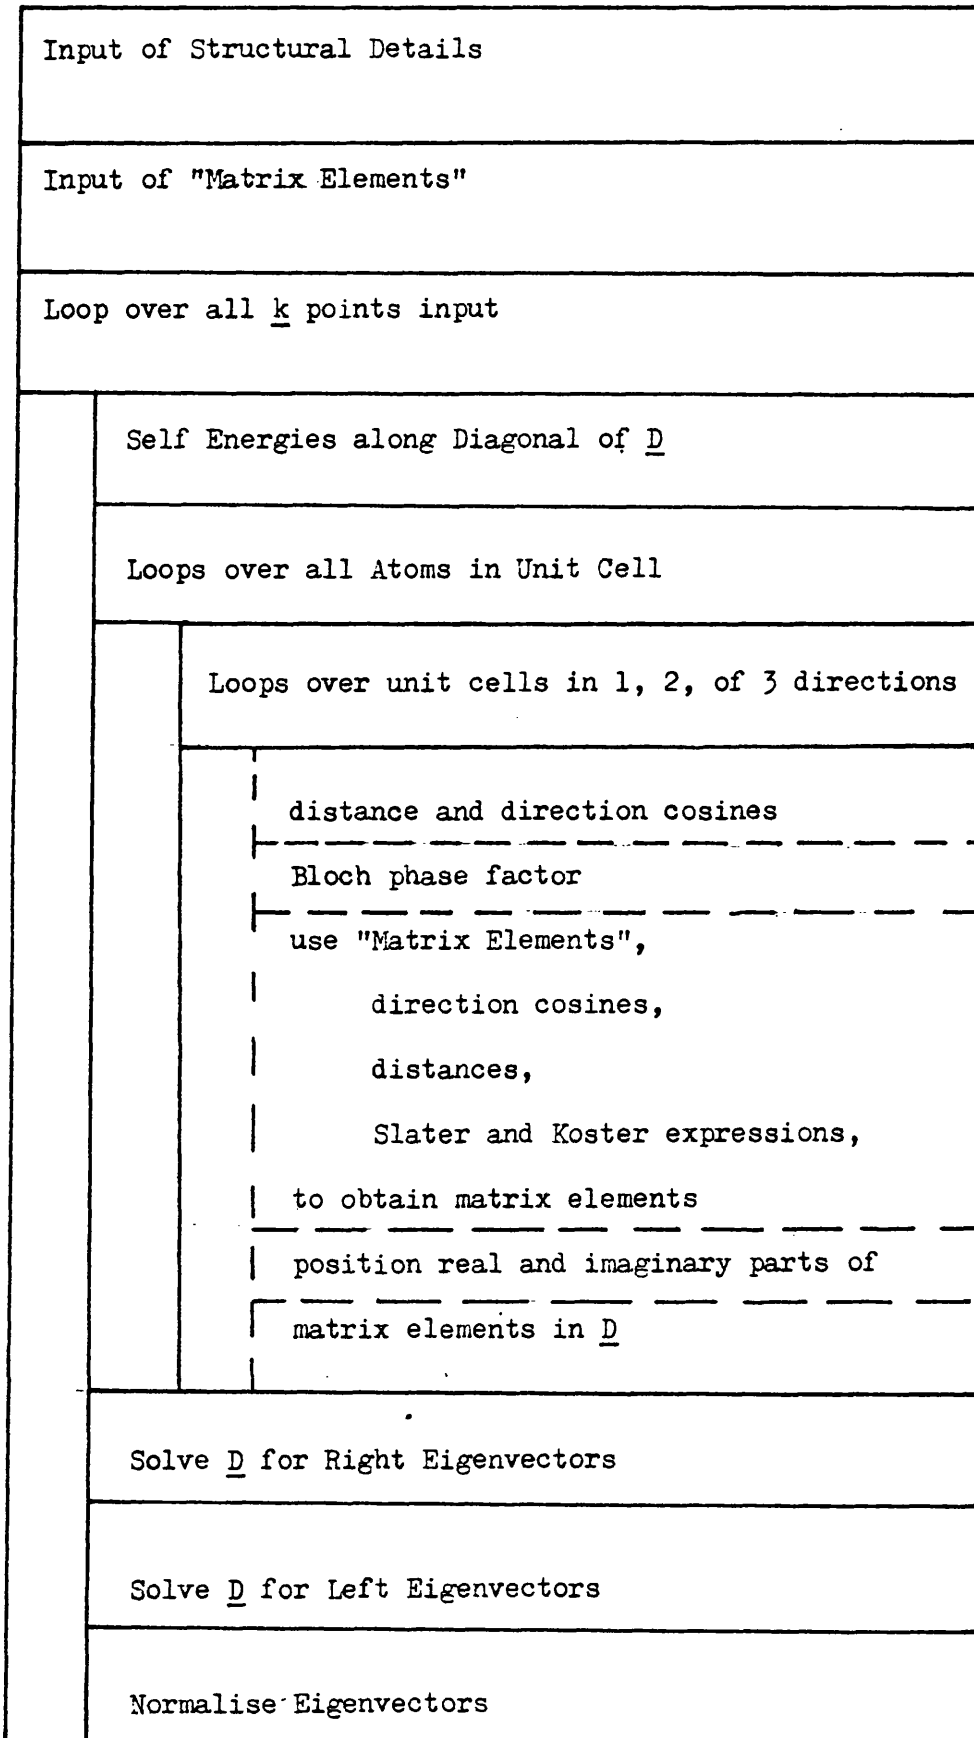 Input of Structural Details
Input of "Matrix Elements"
Loop over all k points input
Self Energies along Diagonal of D
Loops over all Atoms in Unit Cell
Loops over unit cells in 1, 2, of 3 directions
distance and direction cosines
Bloch phase factor
use "Matrix Elements",
direction cosines,
distances,
Slater and Koster expressions,
to obtain matrix elements
position real and imaginary parts of
matrix elements in D
Solve D for Right Eigenvectors
Solve D for Left Eigenvectors
Normalise Eigenvectors